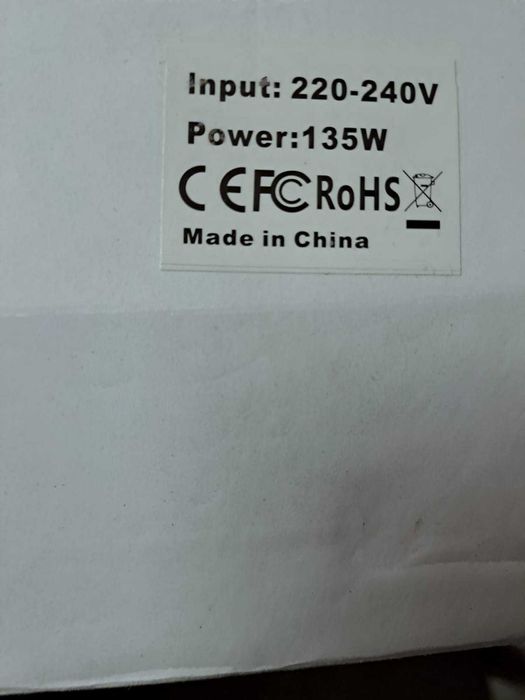 Input: 220-240V
Power:135W
CE FC RoHS
Made in China